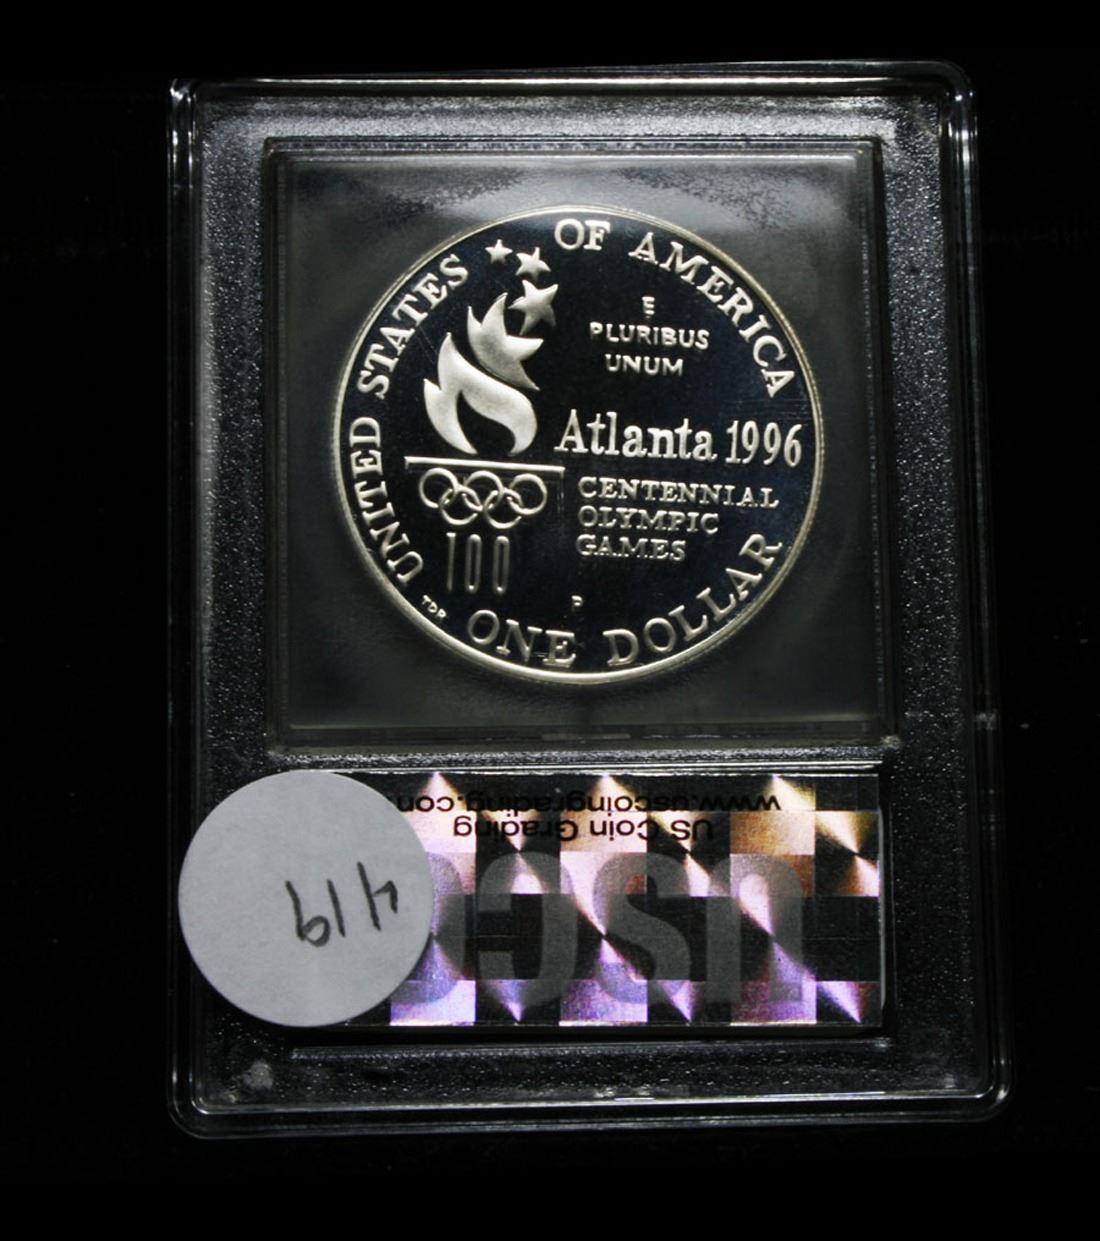 UNITED STATES OF AMERICA
E
PLURIBUS
UNUM
Atlanta 1996
CENTENNIAL
OLYMPIC
GAMES
100
P
TDR
ONE DOLLAR
www.uscoingrading.com
US Coin Grading
USCG
419